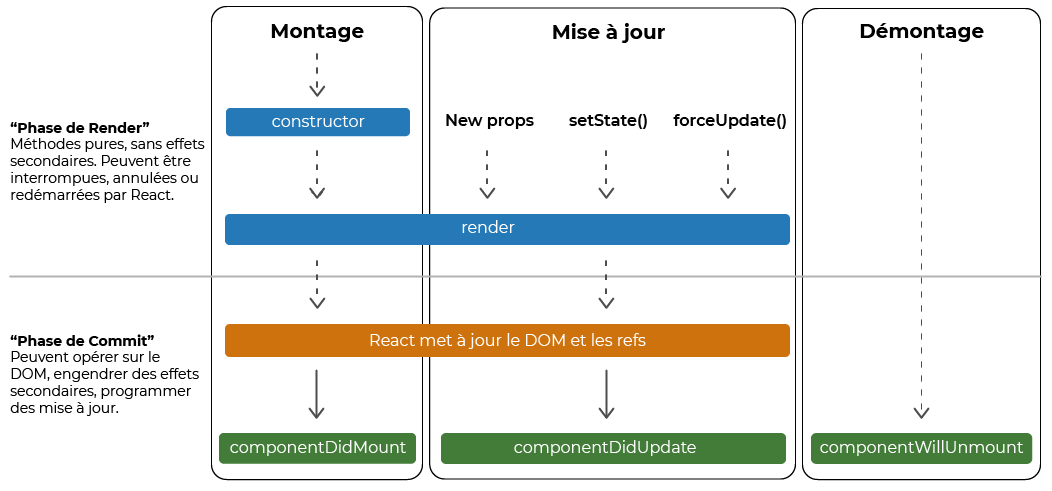 Montage
Mise à jour
Démontage
“Phase de Render”
Méthodes pures, sans effets
secondaires. Peuvent être
interrompues, annulées ou
redémarrées par React.
constructor
New props
setState()
forceUpdate()
render
“Phase de Commit”
Peuvent opérer sur le
DOM, engendrer des effets
secondaires, programmer
des mise à jour.
React met à jour le DOM et les refs
componentDidMount
componentDidUpdate
componentWillUnmount